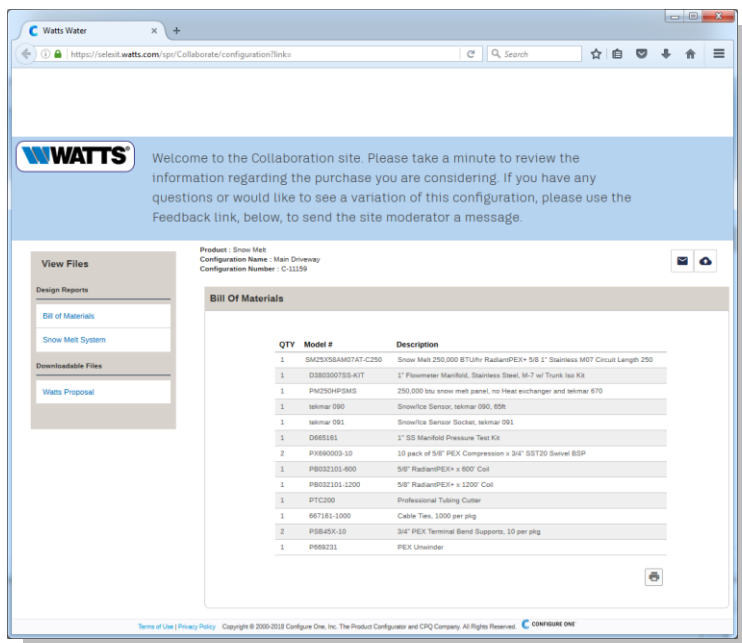 Watts Water
https://selexit.watts.com/spr/Collaborate/configuration?link=
Search
WATTS®
Welcome to the Collaboration site. Please take a minute to review the
information regarding the purchase you are considering. If you have any
questions or would like to see a variation of this configuration, please use the
Feedback link, below, to send the site moderator a message.
Product : Snow Melt
Configuration Name : Main Driveway
Configuration Number : C-11159
View Files
Design Reports
Bill of Materials
Snow Melt System
Downloadable Files
Watts Proposal
Bill Of Materials
QTY Model # Description
1 SM25X58AM07AT-C250 Snow Melt 250,000 BTU/hr RadiantPEX+ 5/8 1" Stainless M07 Circuit Length 250
1 D3803007SS-KIT 1" Flowmeter Manifold, Stainless Steel, M-7 w/ Trunk Iso Kit
1 PM250HPSMS 250,000 btu snow melt panel, no Heat exchanger and tekmar 670
1 tekmar 090 Snow/Ice Sensor, tekmar 090, 65ft
1 tekmar 091 Snow/Ice Sensor Socket, tekmar 091
1 D665161 1" SS Manifold Pressure Test Kit
2 PX690003-10 10 pack of 5/8" PEX Compression x 3/4" SST20 Swivel BSP
1 PB032101-600 5/8" RadiantPEX+ x 600' Coil
1 PB032101-1200 5/8" RadiantPEX+ x 1200' Coil
1 PTC200 Professional Tubing Cutter
1 667161-1000 Cable Ties, 1000 per pkg
2 PSB45X-10 3/4" PEX Terminal Bend Supports, 10 per pkg
1 P669231 PEX Unwinder
Terms of Use | Privacy Policy Copyright © 2000-2018 Configure One, Inc. The Product Configurator and CPQ Company. All Rights Reserved. CONFIGURE ONE